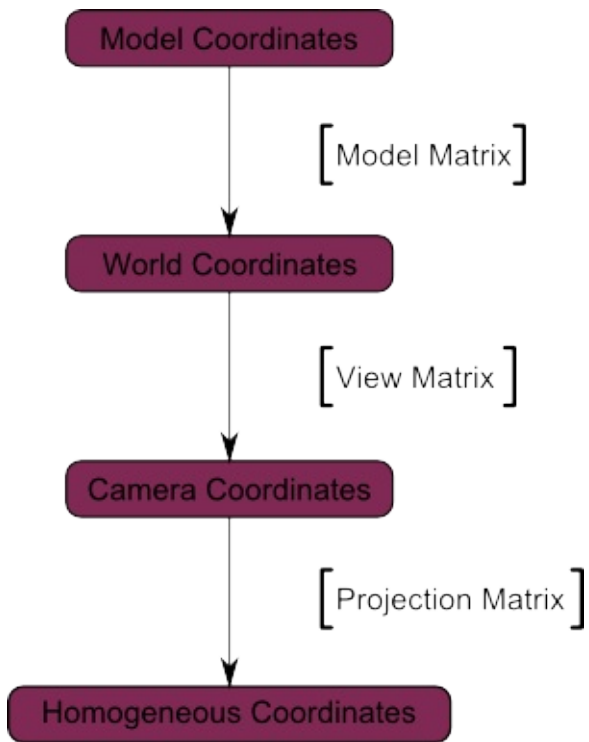 Model Coordinates
[Model Matrix]
World Coordinates
[View Matrix]
Camera Coordinates
[Projection Matrix]
Homogeneous Coordinates